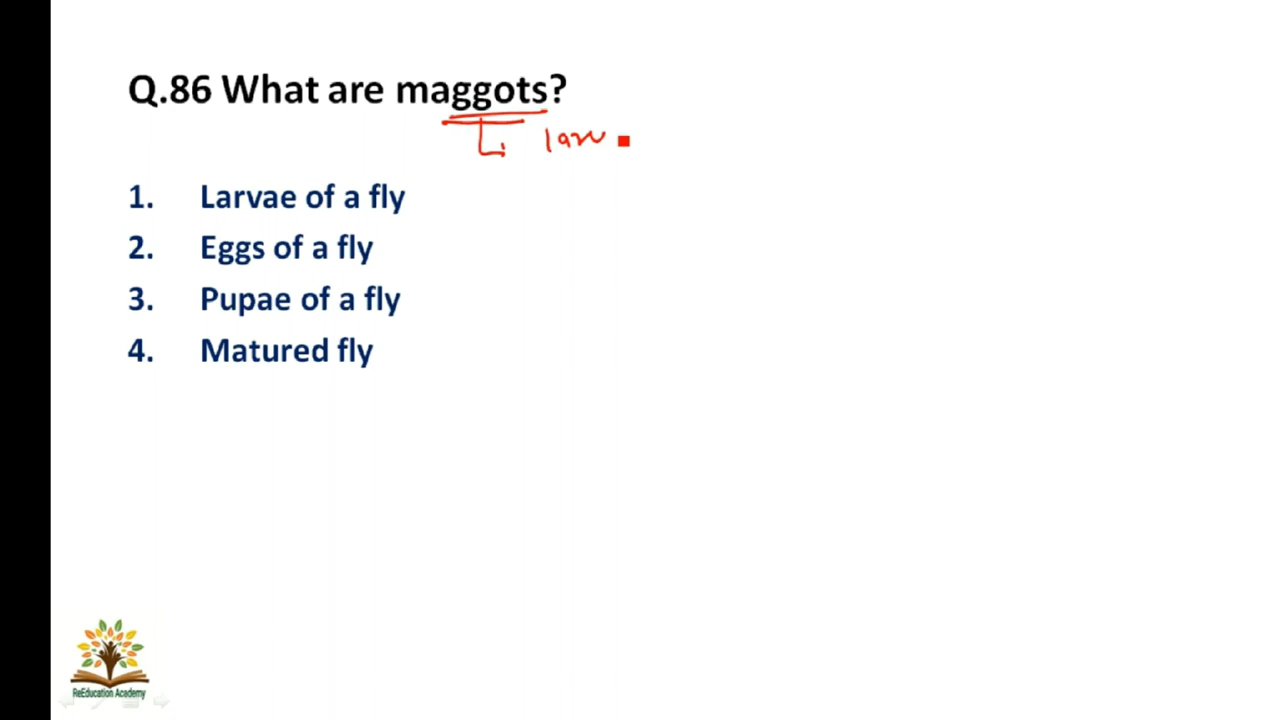 Q.86 What are maggots?
1. Larvae of a fly
2. Eggs of a fly
3. Pupae of a fly
4. Matured fly
ReEducation Academy